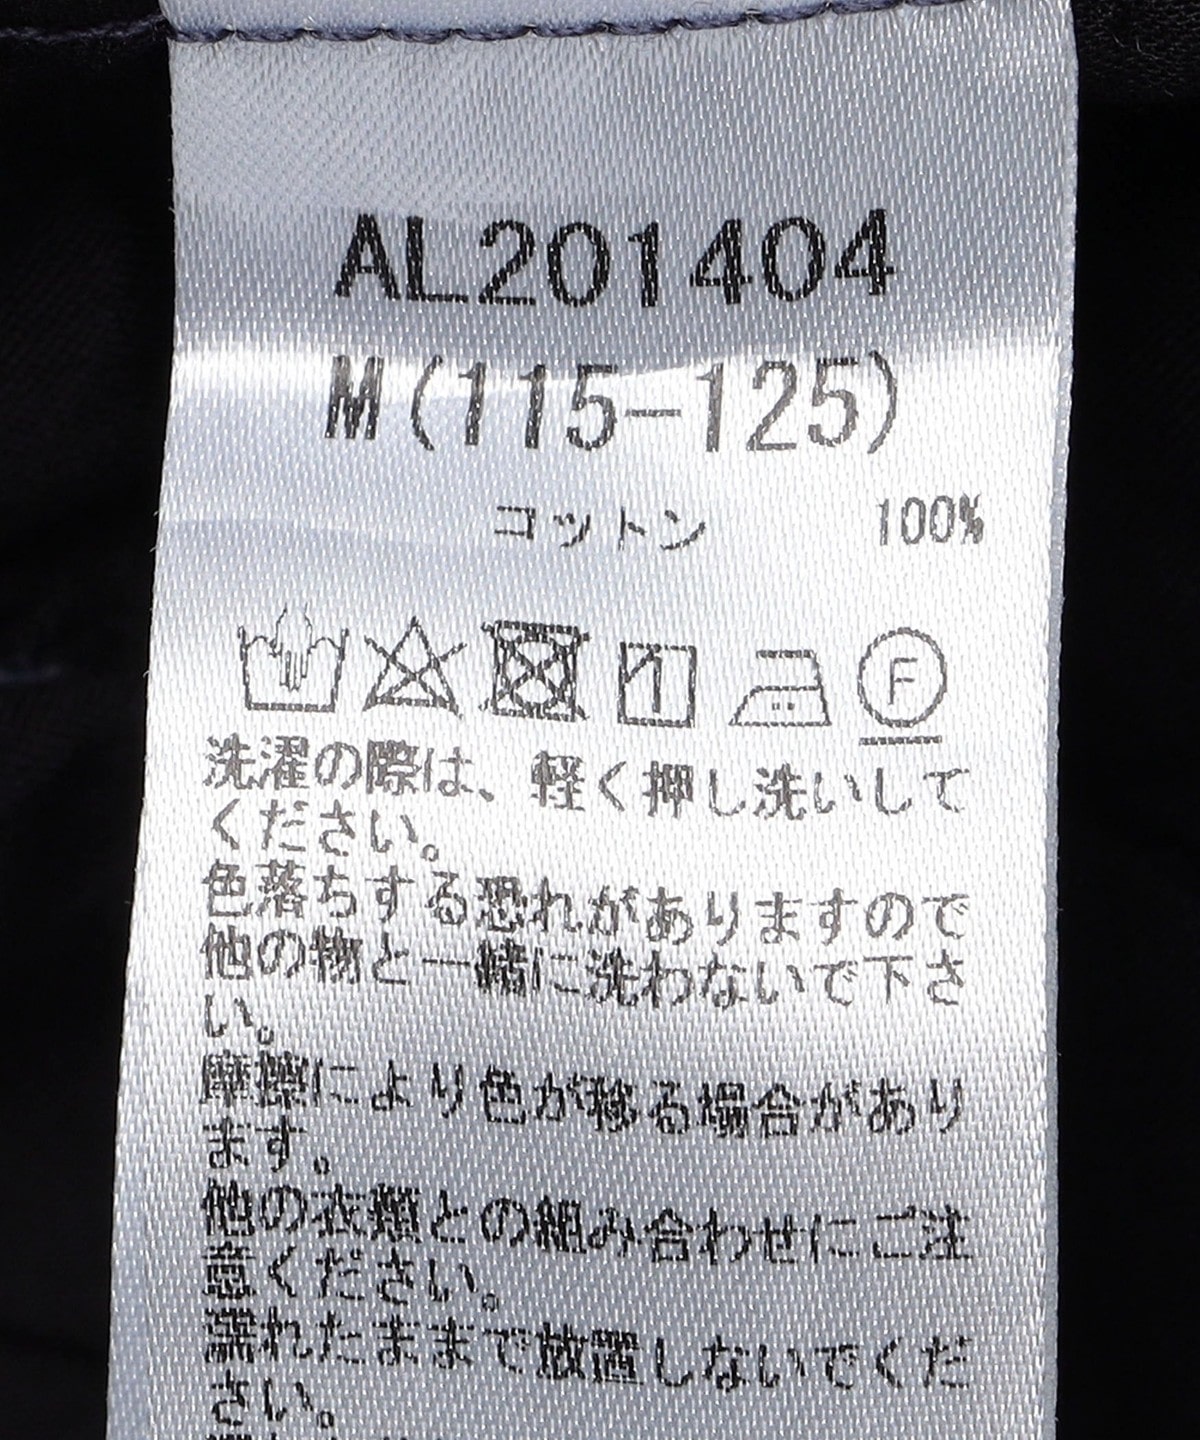 AL201404
M(115-125)
コットン 100%
F
洗濯の際は、軽く押し洗いして
ください。
色落ちする恐れがありますので
他の物と一緒に洗わないで下さ
い。
摩擦により色が移る場合があり
ます。
他の衣類との組み合わせにご注
意ください。
濡れたままで放置しないでくだ
さい。